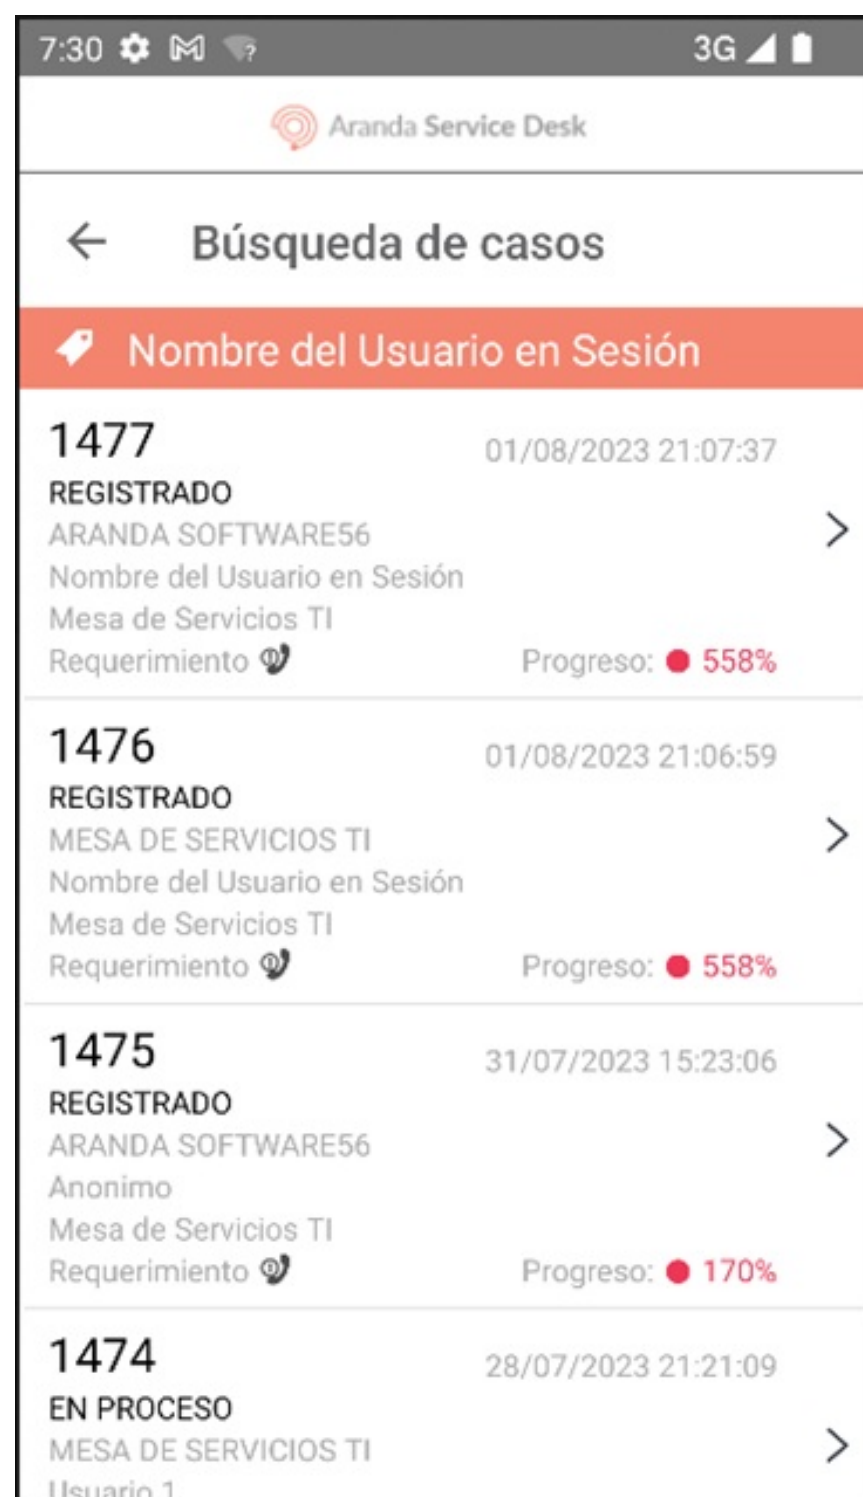 7:30 3G
Aranda Service Desk
Búsqueda de casos
Nombre del Usuario en Sesión
1477 01/08/2023 21:07:37
REGISTRADO
ARANDA SOFTWARE56
Nombre del Usuario en Sesión
Mesa de Servicios TI
Requerimiento Progreso: 558%
1476 01/08/2023 21:06:59
REGISTRADO
MESA DE SERVICIOS TI
Nombre del Usuario en Sesión
Mesa de Servicios TI
Requerimiento Progreso: 558%
1475 31/07/2023 15:23:06
REGISTRADO
ARANDA SOFTWARE56
Anonimo
Mesa de Servicios TI
Requerimiento Progreso: 170%
1474 28/07/2023 21:21:09
EN PROCESO
MESA DE SERVICIOS TI
Usuario 1